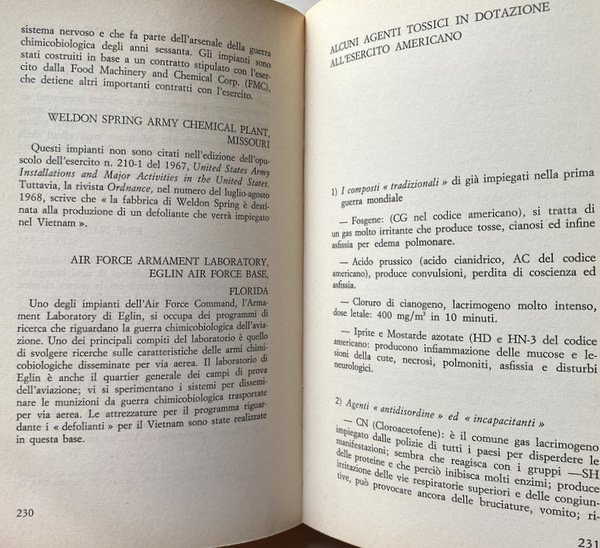 sistema nervoso e che fa parte dell'arsenale della guerra
chimicobiologica degli anni sessanta. Gli impianti sono
stati costruiti in base a un contratto stipulato con l'eser-
cito dalla Food Machinery and Chemical Corp. (FMC),
che detiene altri importanti contratti con l'esercito.
WELDON SPRING ARMY CHEMICAL PLANT,
MISSOURI
Questi impianti non sono citati nell'edizione dell'opu-
scolo dell'esercito n. 210-1 del 1967, United States Army
Installations and Major Activities in the United States.
Tuttavia, la rivista Ordnance, nel numero del luglio-agosto
1968, scrive che « la fabbrica di Weldon Spring è desti-
nata alla produzione di un defoliante che verrà impiegato
nel Vietnam ».
AIR FORCE ARMAMENT LABORATORY,
EGLIN AIR FORCE BASE,
FLORIDA
Uno degli impianti dell'Air Force Command, l'Arma-
ment Laboratory di Eglin, si occupa dei programmi di
ricerca che riguardano la guerra chimicobiologica dell'avia-
zione. Uno dei principali compiti del laboratorio è quello
di svolgere ricerche sulle caratteristiche delle armi chimi-
cobiologiche disseminate per via aerea. Il laboratorio di
Eglin è anche il quartier generale dei campi di prova
dell'aviazione; vi si sperimentano i sistemi per dissemi-
nare le munizioni da guerra chimicobiologica trasportate
per via aerea. Le attrezzature per il programma riguar-
dante i « defolianti » per il Vietnam sono state realizzate
in questa base.
230
ALCUNI AGENTI TOSSICI IN DOTAZIONE
ALL'ESERCITO AMERICANO
1) I composti « tradizionali » di già impiegati nella prima
guerra mondiale
— Fosgene: (CG nel codice americano), si tratta di
un gas molto irritante che produce tosse, cianosi ed infine
asfissia per edema polmonare.
— Acido prussico (acido cianidrico, AC del codice
americano), produce convulsioni, perdita di coscienza ed
asfissia.
— Cloruro di cianogeno, lacrimogeno molto intenso,
dose letale: 400 mg/m³ in 10 minuti.
— Iprite e Mostarde azotate (HD e HN-3 del codice
americano: producono infiammazione delle mucose e le-
sioni della cute, necrosi, polmoniti, asfissia e disturbi
neurologici.
2) Agenti « antidisordine » ed « incapacitanti »
— CN (Cloroacetofene): è il comune gas lacrimogeno
impiegato dalle polizie di tutti i paesi per disperdere le
manifestazioni; sembra che reagisca con i gruppi —SH
delle proteine e che perciò inibisca molti enzimi; produce
irritazione delle vie respiratorie superiori e delle congiun-
tive, può provocare ancora delle bruciature, vomito; ri-
231